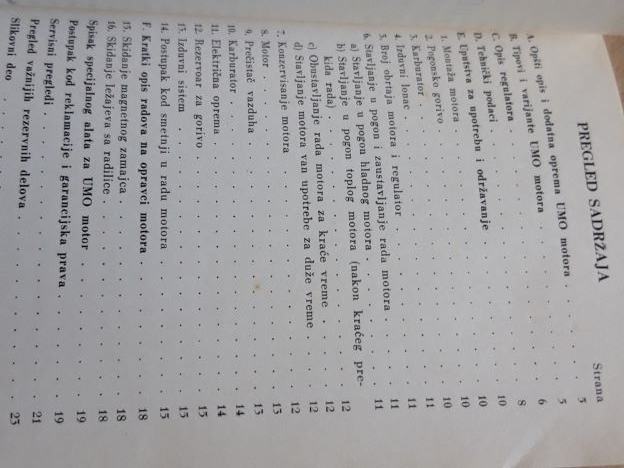 PREGLED SADRŽAJA
Strana
A. Opšti opis i dodatna oprema UMO motora . . . 5
B. Tipovi i varijante UMO motora . . . 5
C. Opis regulatora . . . 6
D. Tehnički podaci . . . 8
E. Uputstva za upotrebu i održavanje . . . 10
1. Montaža motora . . . 10
2. Pogonsko gorivo . . . 10
3. Karburator . . . 10
4. Izduvni lonac . . . 11
5. Broj obrtaja motora i regulator . . . 11
6. Stavljanje u pogon i zaustavljanje rada motora . . .
a) Stavljanje u pogon hladnog motora . . . 11
b) Stavljanje u pogon toplog motora (nakon kraćeg pre-
kida rada) . . . 12
c) Obustavljanje rada motora za kraće vreme . . . 12
d) Stavljanje motora van upotrebe za duže vreme . . . 12
7. Konzervisanje motora . . . 12
8. Motor . . . 13
9. Prečistač vazduha . . . 13
10. Karburator . . . 14
11. Električna oprema . . . 14
12. Rezervoar za gorivo . . . 15
13. Izduvni sistem . . . 15
14. Postupak kod smetnji u radu motora . . . 15
F. Kratki opis radova na opravci motora . . . 18
15. Skidanje magnetnog zamajca . . . 18
16. Skidanje ležajeva sa radilice . . . 18
Spisak specijalnog alata za UMO motor . . . 19
Postupak kod reklamacije i garancijska prava . . . 19
Servisni pregledi . . . 19
Pregled važnijih rezervnih delova . . . 21
Slikovni deo . . . 23